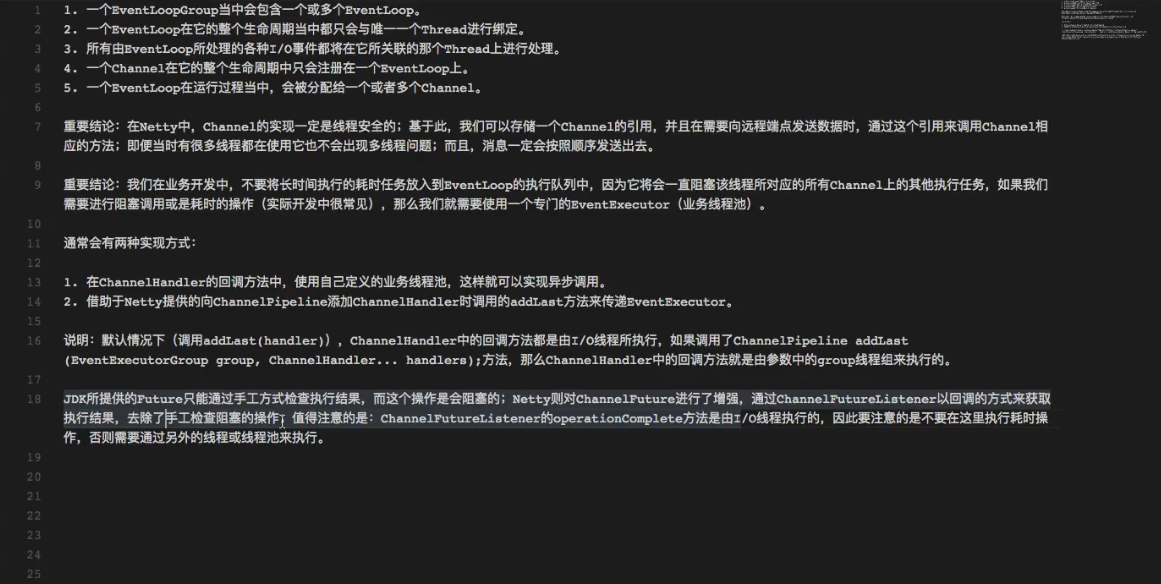 1. 一个EventLoopGroup当中会包含一个或多个EventLoop。
2. 一个EventLoop在它的整个生命周期当中都只会与唯一一个Thread进行绑定。
3. 所有由EventLoop所处理的各种I/O事件都将在它所关联的那个Thread上进行处理。
4. 一个Channel在它的整个生命周期中只会注册在一个EventLoop上。
5. 一个EventLoop在运行过程当中，会被分配给一个或者多个Channel。
重要结论：在Netty中，Channel的实现一定是线程安全的；基于此，我们可以存储一个Channel的引用，并且在需要向远程端点发送数据时，通过这个引用来调用Channel相
应的方法；即便当时有很多线程都在使用它也不会出现多线程问题；而且，消息一定会按照顺序发送出去。
重要结论：我们在业务开发中，不要将长时间执行的耗时任务放入到EventLoop的执行队列中，因为它将会一直阻塞该线程所对应的所有Channel上的其他执行任务，如果我们
需要进行阻塞调用或是耗时的操作（实际开发中很常见），那么我们就需要使用一个专门的EventExecutor（业务线程池）。
通常会有两种实现方式：
1. 在ChannelHandler的回调方法中，使用自己定义的业务线程池，这样就可以实现异步调用。
2. 借助于Netty提供的向ChannelPipeline添加ChannelHandler时调用的addLast方法来传递EventExecutor。
说明：默认情况下（调用addLast(handler)），ChannelHandler中的回调方法都是由I/O线程所执行，如果调用了ChannelPipeline addLast
(EventExecutorGroup group, ChannelHandler... handlers);方法，那么ChannelHandler中的回调方法就是由参数中的group线程组来执行的。
JDK所提供的Future只能通过手工方式检查执行结果，而这个操作是会阻塞的；Netty则对ChannelFuture进行了增强，通过ChannelFutureListener以回调的方式来获取
执行结果，去除了手工检查阻塞的操作；值得注意的是：ChannelFutureListener的operationComplete方法是由I/O线程执行的，因此要注意的是不要在这里执行耗时操
作，否则需要通过另外的线程或线程池来执行。